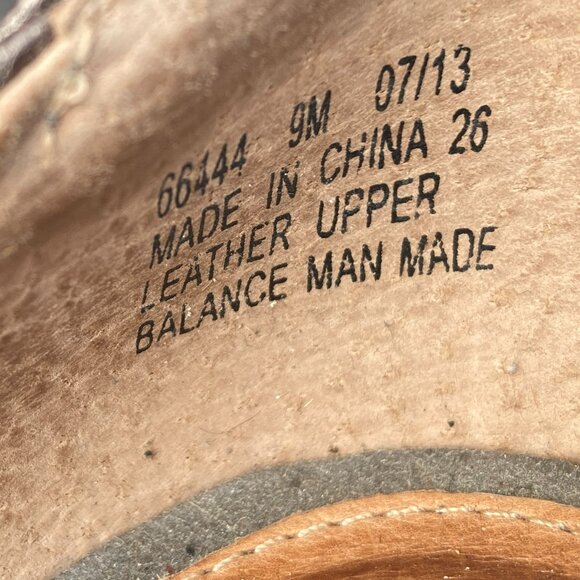 66444 9M 07/13
MADE IN CHINA 26
LEATHER UPPER
BALANCE MAN MADE